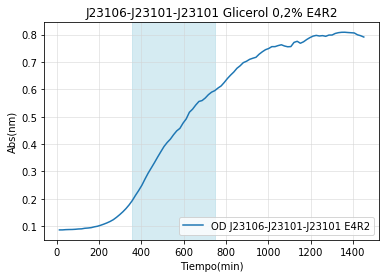 J23106-J23101-J23101 Glicerol 0,2% E4R2
Abs(nm)
0.8
0.7
0.6
0.5
0.4
0.3
0.2
0.1
OD J23106-J23101-J23101 E4R2
0 200 400 600 800 1000 1200 1400
Tiempo(min)